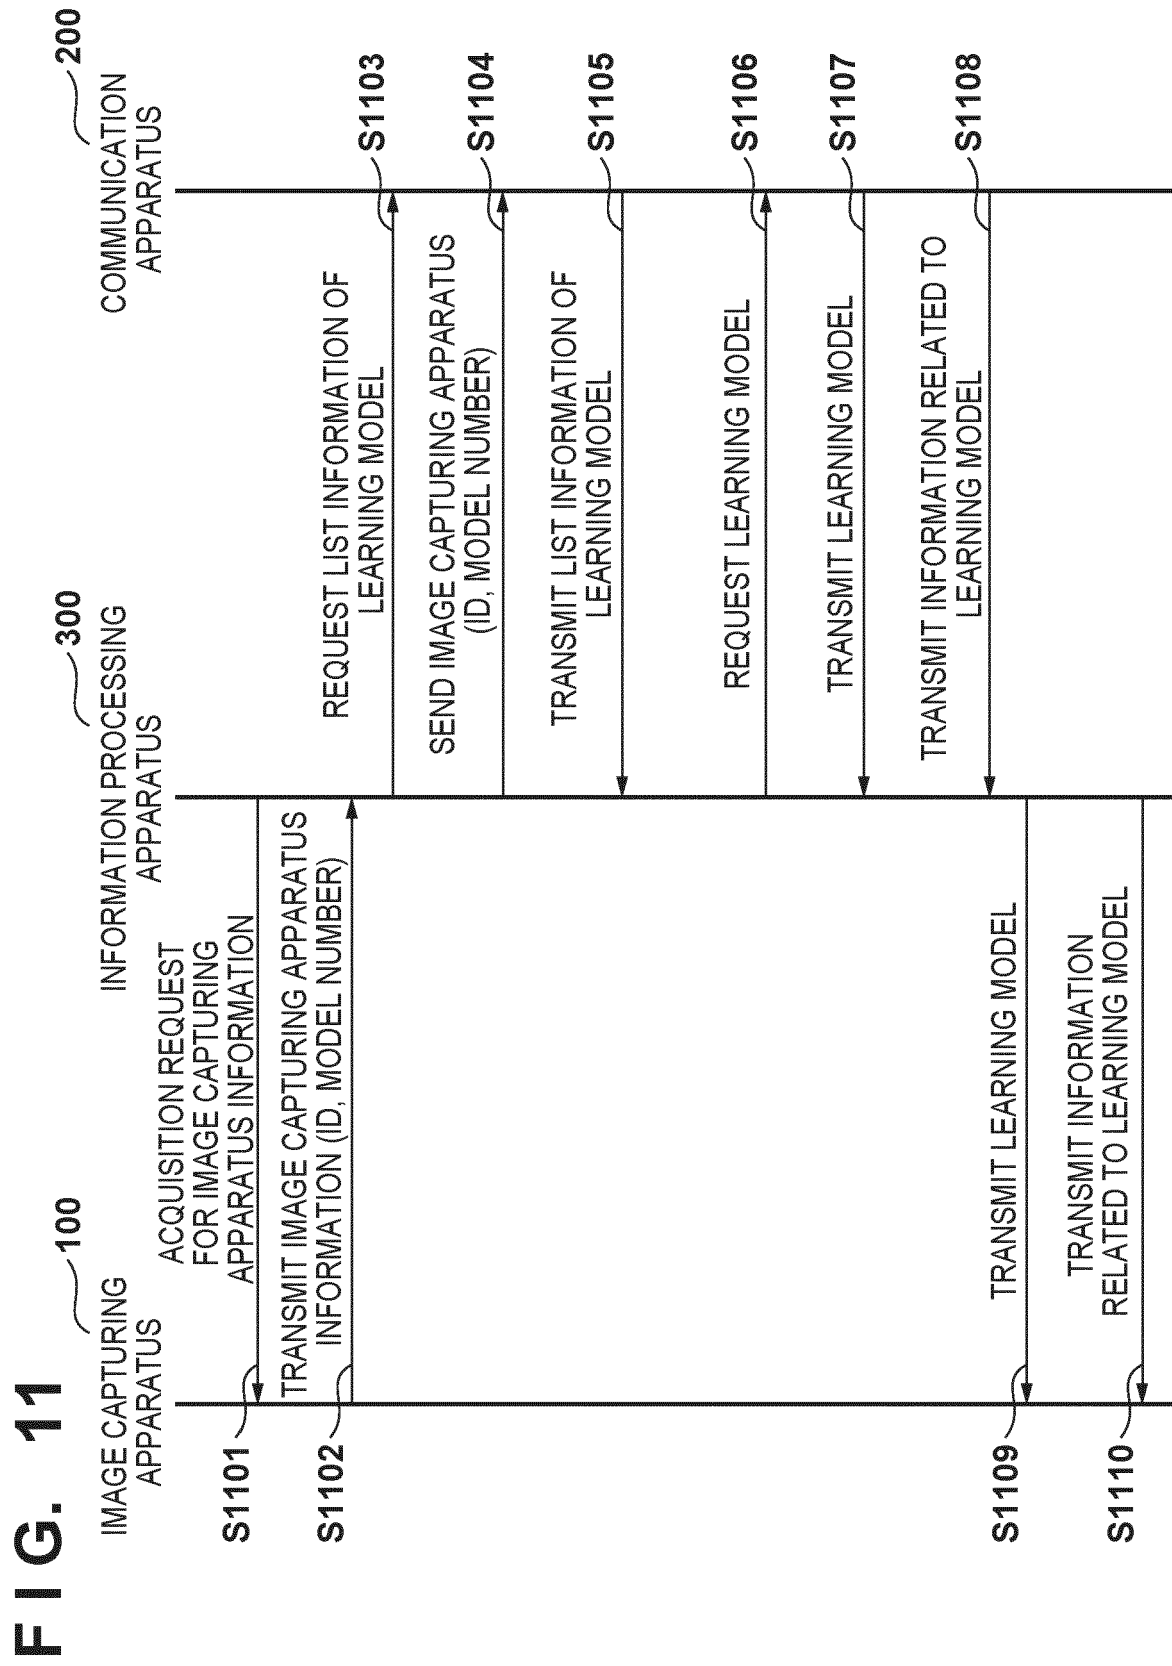 FIG. 11
100
IMAGE CAPTURING
APPARATUS
300
INFORMATION PROCESSING
APPARATUS
200
COMMUNICATION
APPARATUS
S1101
ACQUISITION REQUEST
FOR IMAGE CAPTURING
APPARATUS INFORMATION
S1102
TRANSMIT IMAGE CAPTURING APPARATUS
INFORMATION (ID, MODEL NUMBER)
REQUEST LIST INFORMATION OF
LEARNING MODEL
S1103
SEND IMAGE CAPTURING APPARATUS
(ID, MODEL NUMBER)
S1104
TRANSMIT LIST INFORMATION OF
LEARNING MODEL
S1105
REQUEST LEARNING MODEL
S1106
TRANSMIT LEARNING MODEL
S1107
TRANSMIT INFORMATION RELATED TO
LEARNING MODEL
S1108
S1109
TRANSMIT LEARNING MODEL
S1110
TRANSMIT INFORMATION
RELATED TO LEARNING MODEL